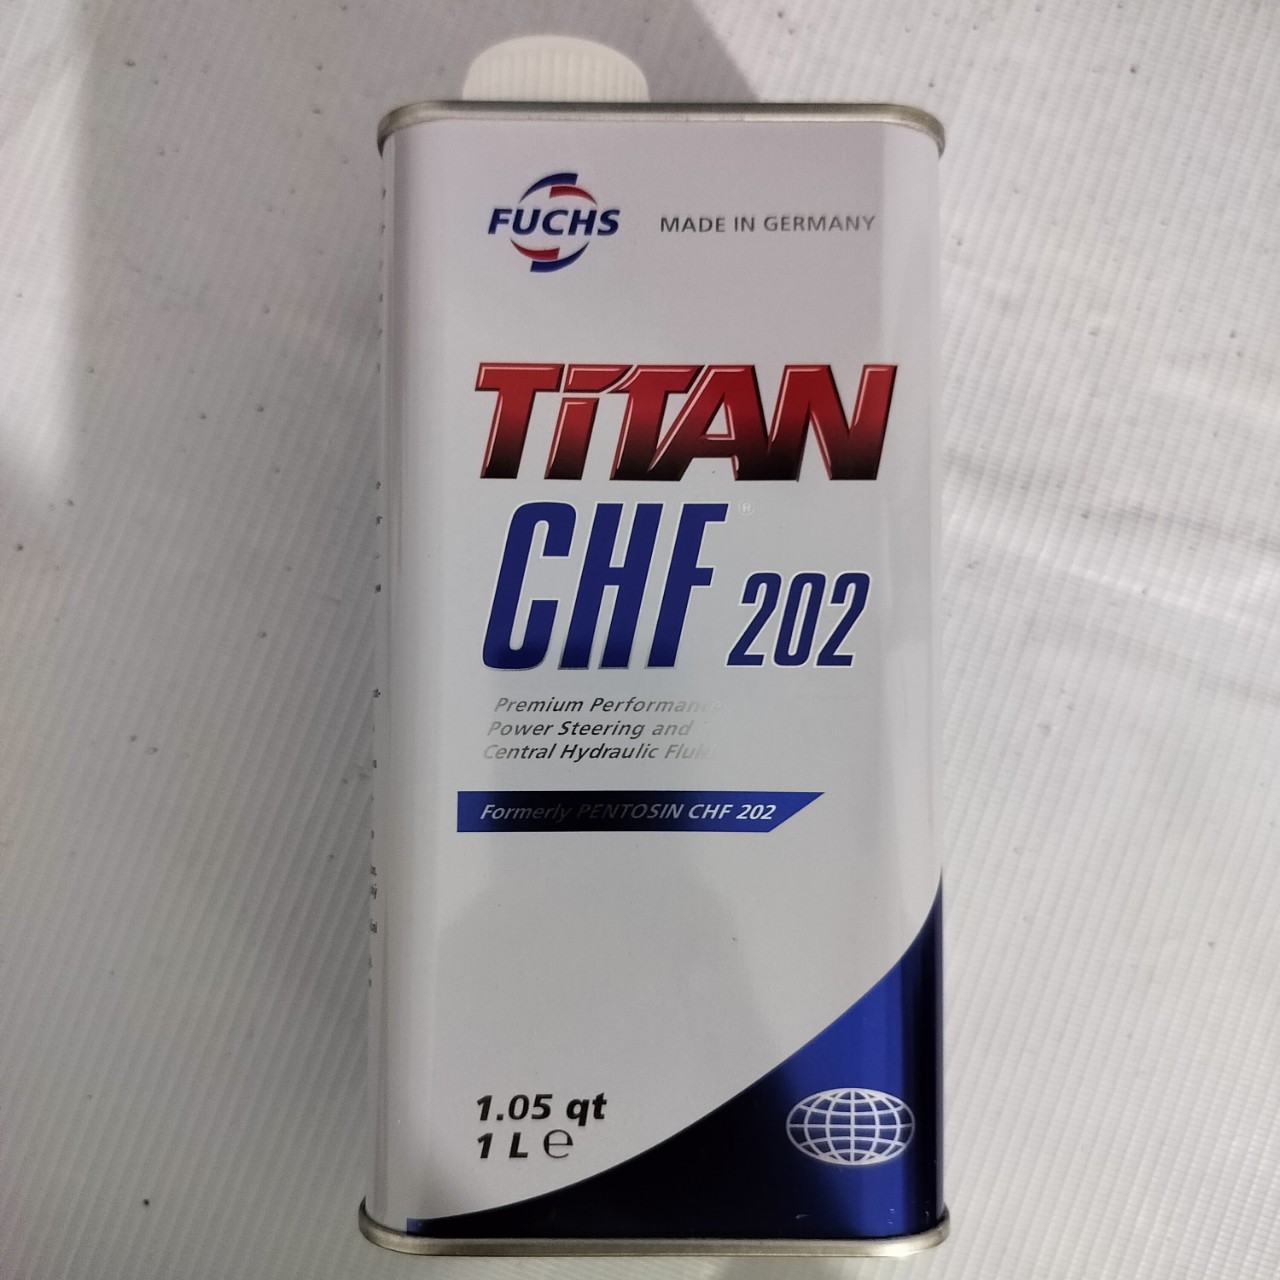 FUCHS MADE IN GERMANY
TiTAN
CHF ® 202
Premium Performance
Power Steering and
Central Hydraulic Fluid
Formerly PENTOSIN CHF 202
1.05 qt
1 L ℮